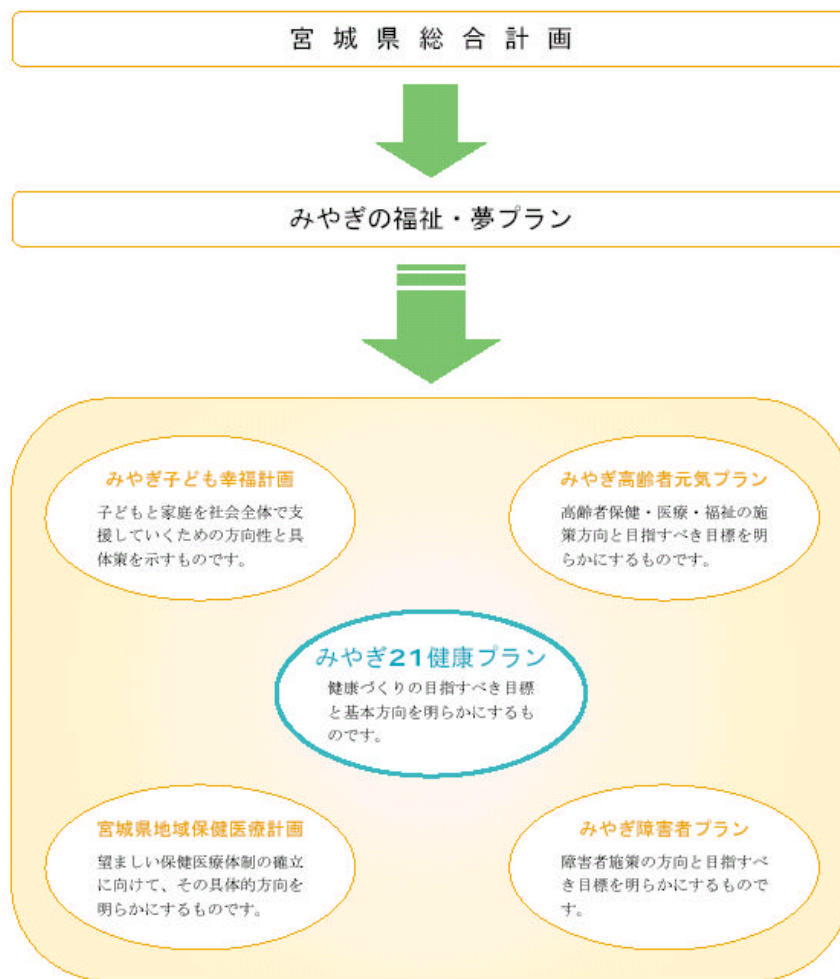 宮城県総合計画
みやぎの福祉・夢プラン
みやぎ子ども幸福計画
子どもと家庭を社会全体で支
援していくための方向性と具
体策を示すものです。
みやぎ高齢者元気プラン
高齢者保健・医療・福祉の施
策方向と目指すべき目標を明
らかにするものです。
みやぎ21健康プラン
健康づくりの目指すべき目標
と基本方向を明らかにするも
のです。
宮城県地域保健医療計画
望ましい保健医療体制の確立
に向けて、その具体的方向を
明らかにするものです。
みやぎ障害者プラン
障害者施策の方向と目指すべ
き目標を明らかにするもので
す。